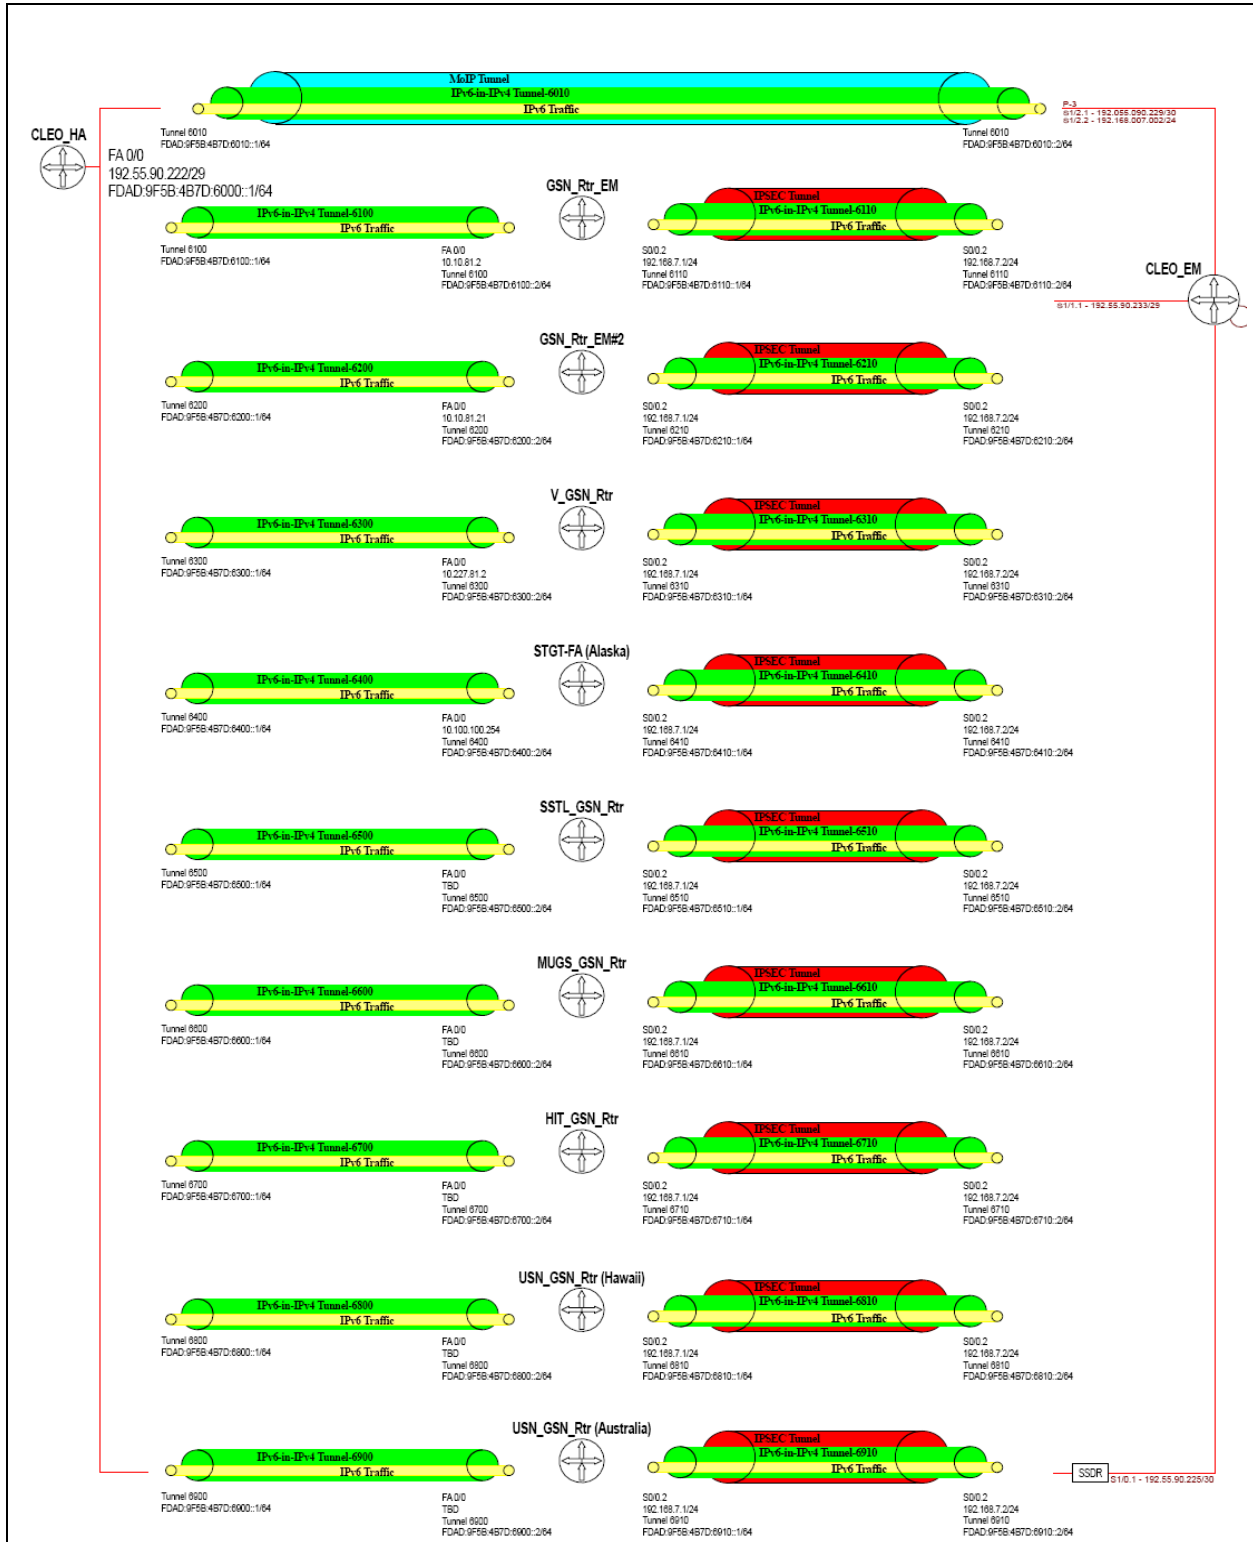 MoIP Tunnel
IPv6-in-IPv4 Tunnel-6010
IPv6 Traffic
P-3
S1/2.1 - 192.055.090.229/30
S1/2.2 - 192.168.007.002/24
CLEO_HA
Tunnel 6010
FDAD:9F5B:4B7D:6010::1/64
Tunnel 6010
FDAD:9F5B:4B7D:6010::2/64
FA 0/0
192.55.90.222/29
FDAD:9F5B:4B7D:6000::1/64
GSN_Rtr_EM
IPv6-in-IPv4 Tunnel-6100
IPv6 Traffic
IPSEC Tunnel
IPv6-in-IPv4 Tunnel-6110
IPv6 Traffic
Tunnel 6100
FDAD:9F5B:4B7D:6100::1/64
FA 0/0
10.10.81.2
Tunnel 6100
FDAD:9F5B:4B7D:6100::2/64
S0/0.2
192.168.7.1/24
Tunnel 6110
FDAD:9F5B:4B7D:6110::1/64
S0/0.2
192.168.7.2/24
Tunnel 6110
FDAD:9F5B:4B7D:6110::2/64
CLEO_EM
S1/1.1 - 192.55.90.233/29
GSN_Rtr_EM#2
IPv6-in-IPv4 Tunnel-6200
IPv6 Traffic
IPSEC Tunnel
IPv6-in-IPv4 Tunnel-6210
IPv6 Traffic
Tunnel 6200
FDAD:9F5B:4B7D:6200::1/64
FA 0/0
10.10.81.21
Tunnel 6200
FDAD:9F5B:4B7D:6200::2/64
S0/0.2
192.168.7.1/24
Tunnel 6210
FDAD:9F5B:4B7D:6210::1/64
S0/0.2
192.168.7.2/24
Tunnel 6210
FDAD:9F5B:4B7D:6210::2/64
V_GSN_Rtr
IPv6-in-IPv4 Tunnel-6300
IPv6 Traffic
IPSEC Tunnel
IPv6-in-IPv4 Tunnel-6310
IPv6 Traffic
Tunnel 6300
FDAD:9F5B:4B7D:6300::1/64
FA 0/0
10.227.81.2
Tunnel 6300
FDAD:9F5B:4B7D:6300::2/64
S0/0.2
192.168.7.1/24
Tunnel 6310
FDAD:9F5B:4B7D:6310::1/64
S0/0.2
192.168.7.2/24
Tunnel 6310
FDAD:9F5B:4B7D:6310::2/64
STGT-FA (Alaska)
IPv6-in-IPv4 Tunnel-6400
IPv6 Traffic
IPSEC Tunnel
IPv6-in-IPv4 Tunnel-6410
IPv6 Traffic
Tunnel 6400
FDAD:9F5B:4B7D:6400::1/64
FA 0/0
10.100.100.254
Tunnel 6400
FDAD:9F5B:4B7D:6400::2/64
S0/0.2
192.168.7.1/24
Tunnel 6410
FDAD:9F5B:4B7D:6410::1/64
S0/0.2
192.168.7.2/24
Tunnel 6410
FDAD:9F5B:4B7D:6410::2/64
SSTL_GSN_Rtr
IPv6-in-IPv4 Tunnel-6500
IPv6 Traffic
IPSEC Tunnel
IPv6-in-IPv4 Tunnel-6510
IPv6 Traffic
Tunnel 6500
FDAD:9F5B:4B7D:6500::1/64
FA 0/0
TBD
Tunnel 6500
FDAD:9F5B:4B7D:6500::2/64
S0/0.2
192.168.7.1/24
Tunnel 6510
FDAD:9F5B:4B7D:6510::1/64
S0/0.2
192.168.7.2/24
Tunnel 6510
FDAD:9F5B:4B7D:6510::2/64
MUGS_GSN_Rtr
IPv6-in-IPv4 Tunnel-6600
IPv6 Traffic
IPSEC Tunnel
IPv6-in-IPv4 Tunnel-6610
IPv6 Traffic
Tunnel 6600
FDAD:9F5B:4B7D:6600::1/64
FA 0/0
TBD
Tunnel 6600
FDAD:9F5B:4B7D:6600::2/64
S0/0.2
192.168.7.1/24
Tunnel 6610
FDAD:9F5B:4B7D:6610::1/64
S0/0.2
192.168.7.2/24
Tunnel 6610
FDAD:9F5B:4B7D:6610::2/64
HIT_GSN_Rtr
IPv6-in-IPv4 Tunnel-6700
IPv6 Traffic
IPSEC Tunnel
IPv6-in-IPv4 Tunnel-6710
IPv6 Traffic
Tunnel 6700
FDAD:9F5B:4B7D:6700::1/64
FA 0/0
TBD
Tunnel 6700
FDAD:9F5B:4B7D:6700::2/64
S0/0.2
192.168.7.1/24
Tunnel 6710
FDAD:9F5B:4B7D:6710::1/64
S0/0.2
192.168.7.2/24
Tunnel 6710
FDAD:9F5B:4B7D:6710::2/64
USN_GSN_Rtr (Hawaii)
IPv6-in-IPv4 Tunnel-6800
IPv6 Traffic
IPSEC Tunnel
IPv6-in-IPv4 Tunnel-6810
IPv6 Traffic
Tunnel 6800
FDAD:9F5B:4B7D:6800::1/64
FA 0/0
TBD
Tunnel 6800
FDAD:9F5B:4B7D:6800::2/64
S0/0.2
192.168.7.1/24
Tunnel 6810
FDAD:9F5B:4B7D:6810::1/64
S0/0.2
192.168.7.2/24
Tunnel 6810
FDAD:9F5B:4B7D:6810::2/64
USN_GSN_Rtr (Australia)
IPv6-in-IPv4 Tunnel-6900
IPv6 Traffic
IPSEC Tunnel
IPv6-in-IPv4 Tunnel-6910
IPv6 Traffic
SSDR
S1/0.1 - 192.55.90.225/30
Tunnel 6900
FDAD:9F5B:4B7D:6900::1/64
FA 0/0
TBD
Tunnel 6900
FDAD:9F5B:4B7D:6900::2/64
S0/0.2
192.168.7.1/24
Tunnel 6910
FDAD:9F5B:4B7D:6910::1/64
S0/0.2
192.168.7.2/24
Tunnel 6910
FDAD:9F5B:4B7D:6910::2/64